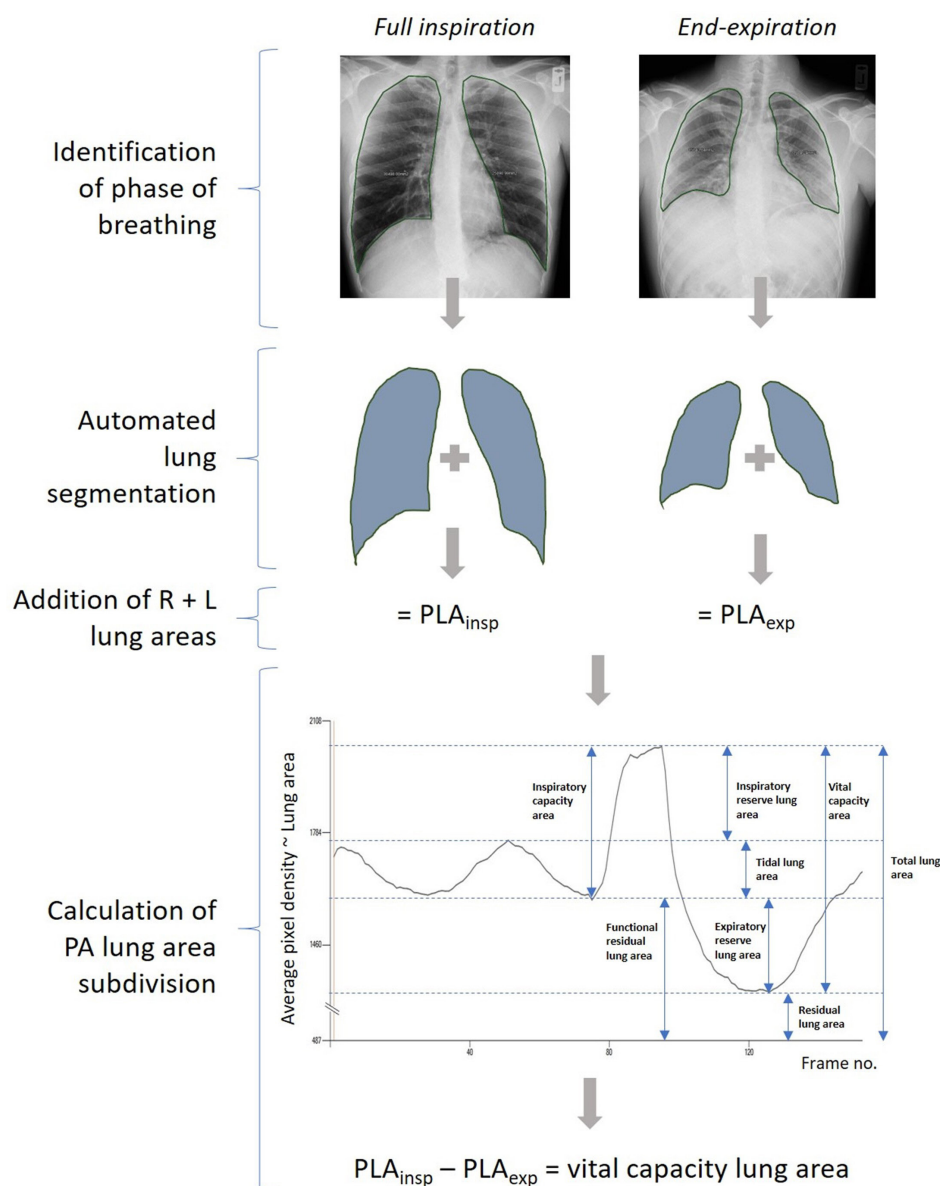 Full inspiration
End-expiration
Identification
of phase of
breathing
Automated
lung
segmentation
Addition of R + L
lung areas
= PLAinsp
= PLAexp
Calculation of
PA lung area
subdivision
Average pixel density ~ Lung area
2108
1784
1460
487
40
80
120
Frame no.
Inspiratory
capacity
area
Inspiratory
reserve lung
area
Vital
capacity
area
Tidal lung
area
Total lung
area
Functional
residual
lung area
Expiratory
reserve
lung area
Residual
lung area
PLAinsp – PLAexp = vital capacity lung area